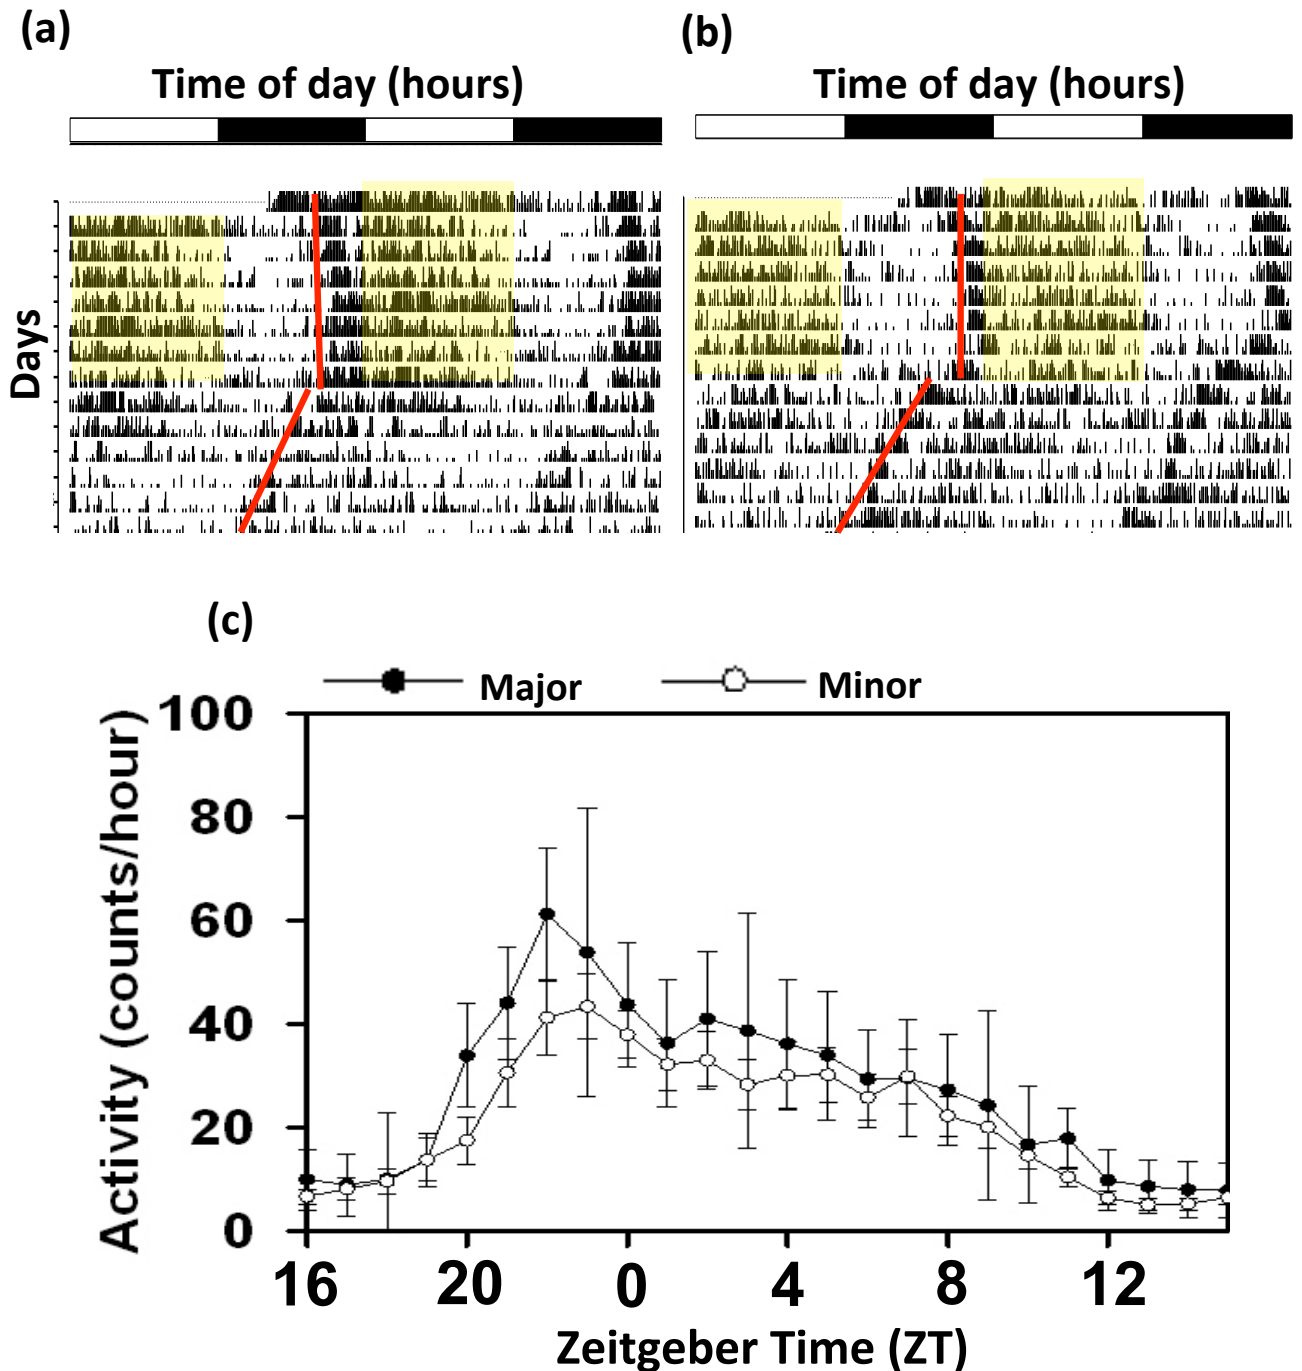 (a)
(b)
Time of day (hours)
Time of day (hours)
Days
(c)
Major
Minor
Activity (counts/hour)
100
80
60
40
20
0
16 20 0 4 8 12
Zeitgeber Time (ZT)